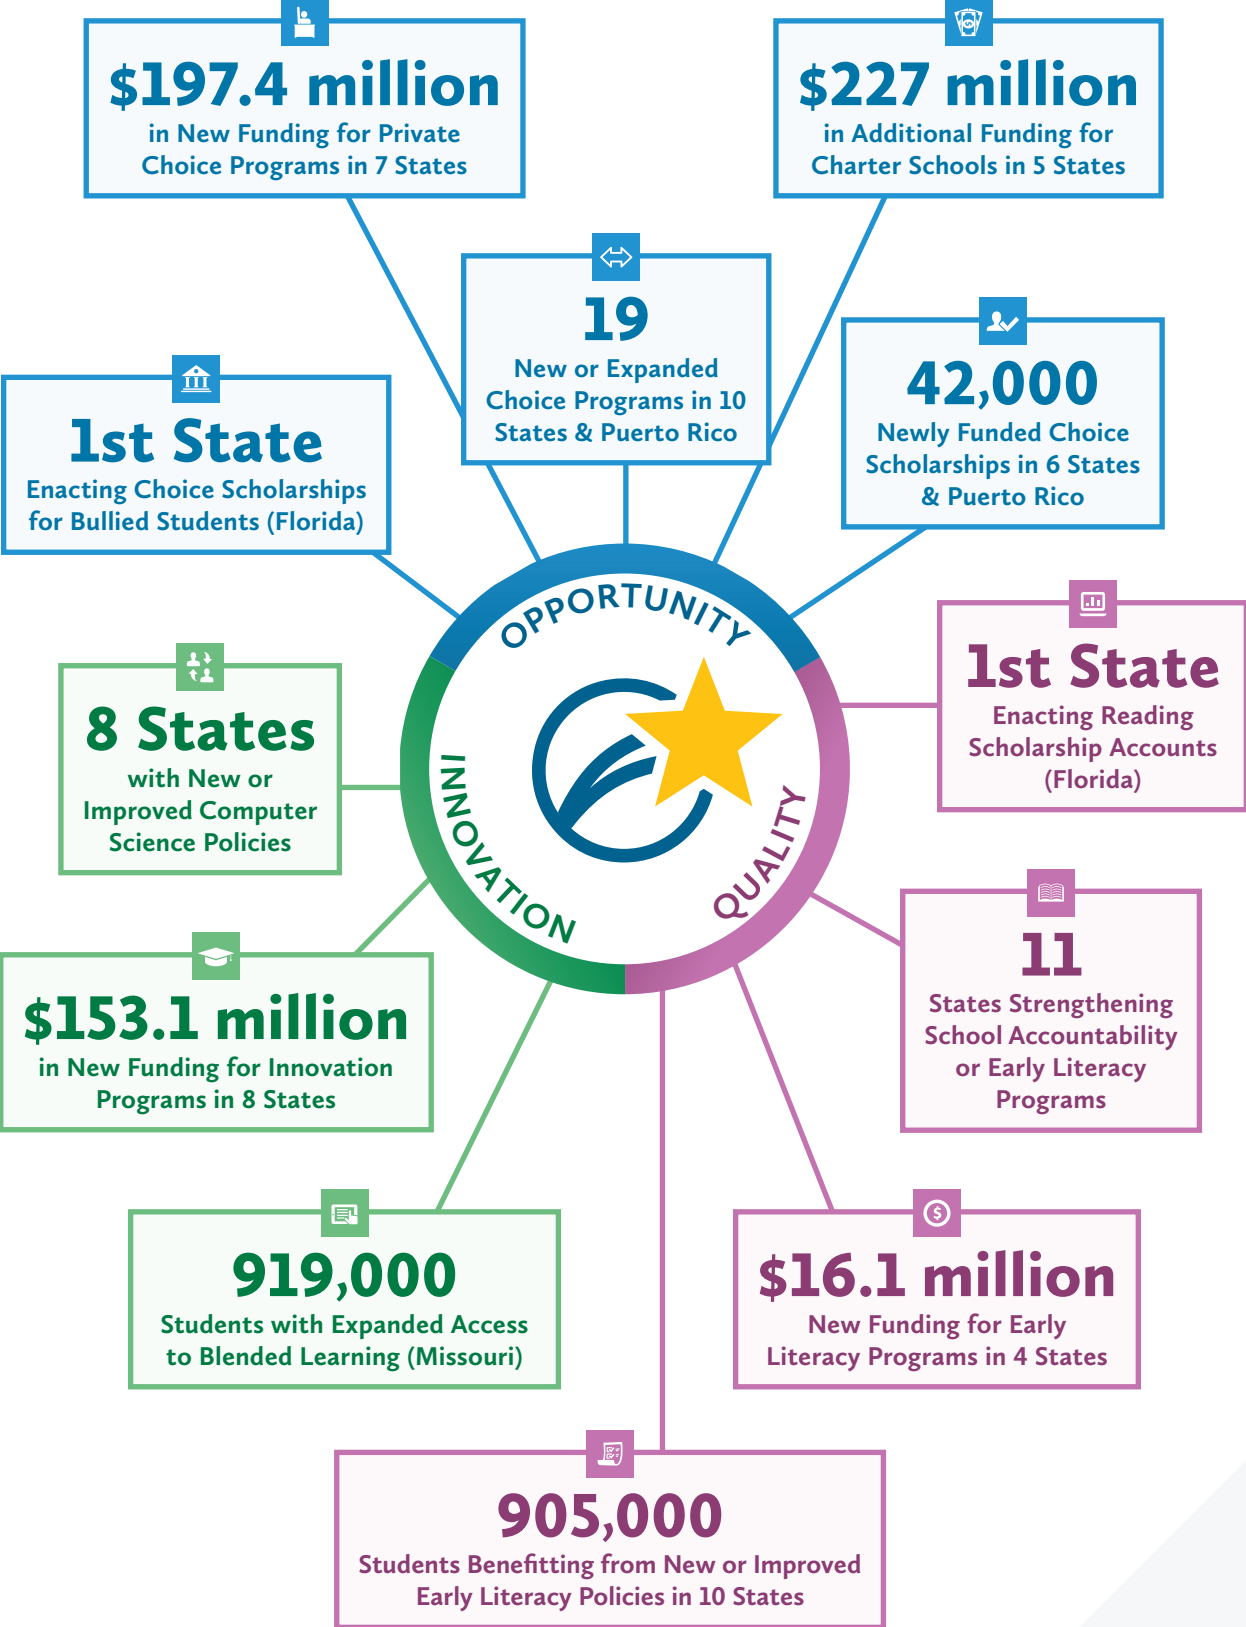 $197.4 million
in New Funding for Private
Choice Programs in 7 States
$227 million
in Additional Funding for
Charter Schools in 5 States
19
New or Expanded
Choice Programs in 10
States & Puerto Rico
42,000
Newly Funded Choice
Scholarships in 6 States
& Puerto Rico
1st State
Enacting Choice Scholarships
for Bullied Students (Florida)
OPPORTUNITY
INNOVATION
QUALITY
1st State
Enacting Reading
Scholarship Accounts
(Florida)
8 States
with New or
Improved Computer
Science Policies
11
States Strengthening
School Accountability
or Early Literacy
Programs
$153.1 million
in New Funding for Innovation
Programs in 8 States
919,000
Students with Expanded Access
to Blended Learning (Missouri)
$16.1 million
New Funding for Early
Literacy Programs in 4 States
905,000
Students Benefitting from New or Improved
Early Literacy Policies in 10 States